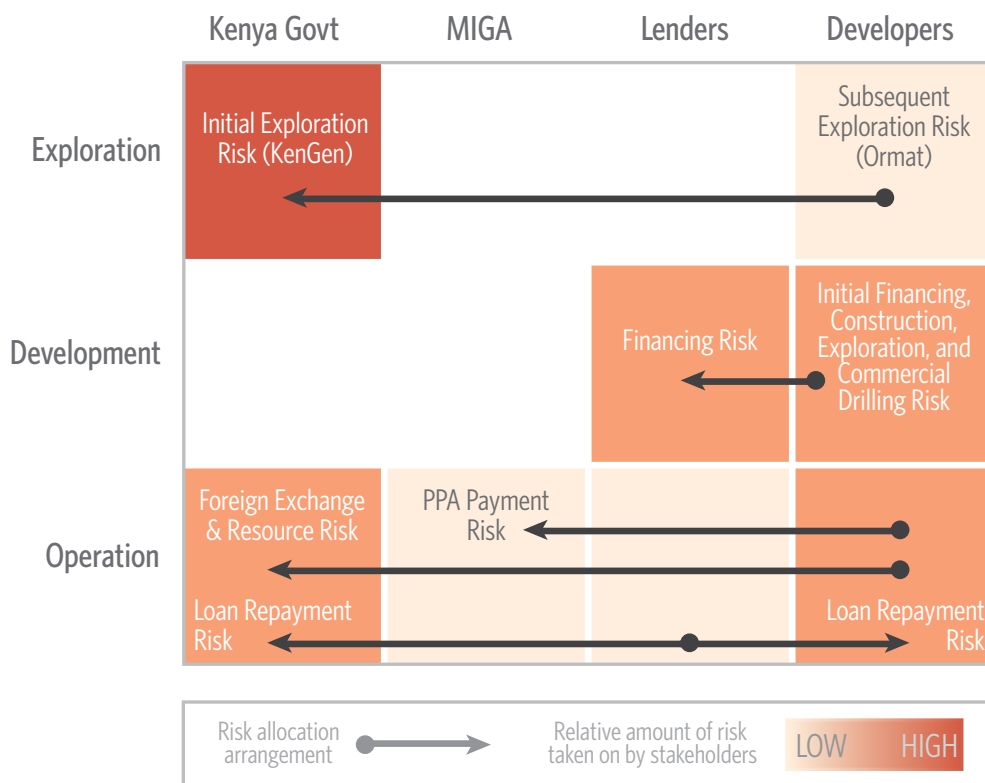 Kenya Govt
MIGA
Lenders
Developers
Exploration
Initial Exploration
Risk (KenGen)
Subsequent
Exploration Risk
(Ormat)
Development
Financing Risk
Initial Financing,
Construction,
Exploration, and
Commercial
Drilling Risk
Operation
Foreign Exchange
& Resource Risk
PPA Payment
Risk
Loan Repayment
Risk
Loan Repayment
Risk
Risk allocation
arrangement
Relative amount of risk
taken on by stakeholders
LOW
HIGH